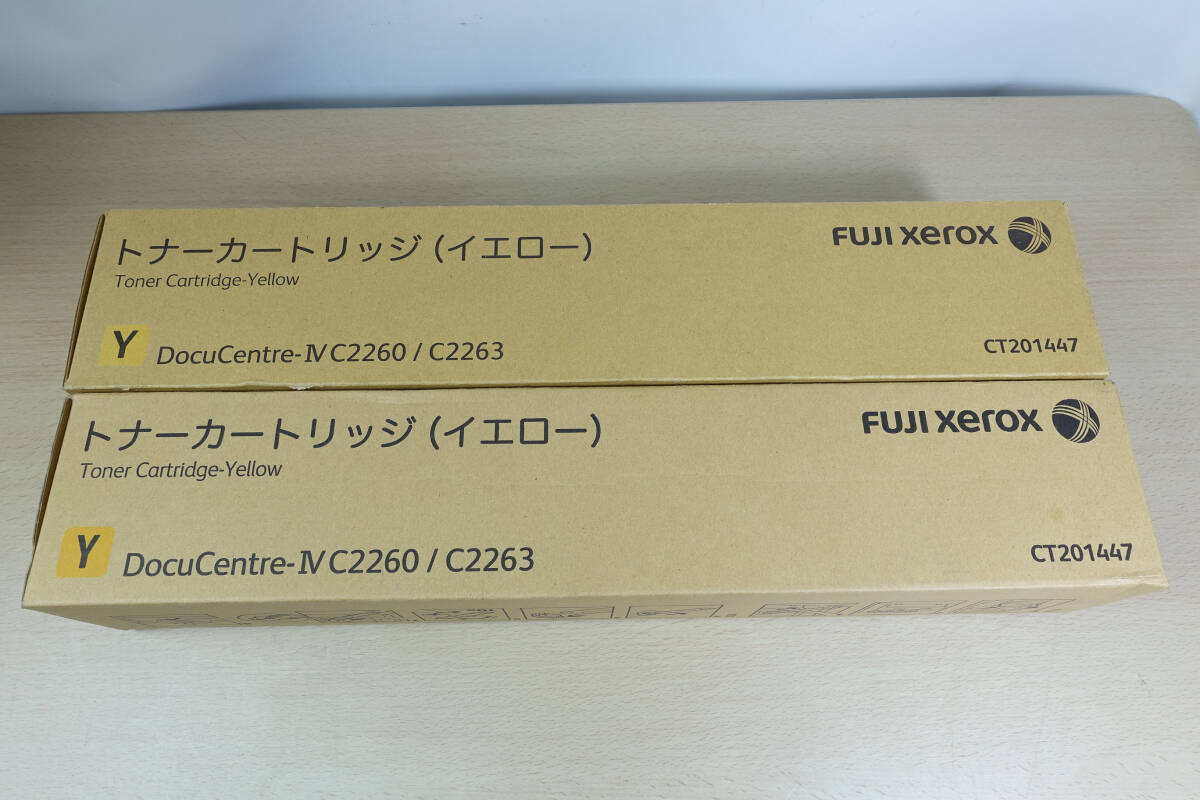 トナーカートリッジ (イエロー)
FUJI xerox
Toner Cartridge-Yellow
Y DocuCentre-Ⅳ C2260 / C2263
CT201447
トナーカートリッジ (イエロー)
FUJI xerox
Toner Cartridge-Yellow
Y DocuCentre-Ⅳ C2260 / C2263
CT201447